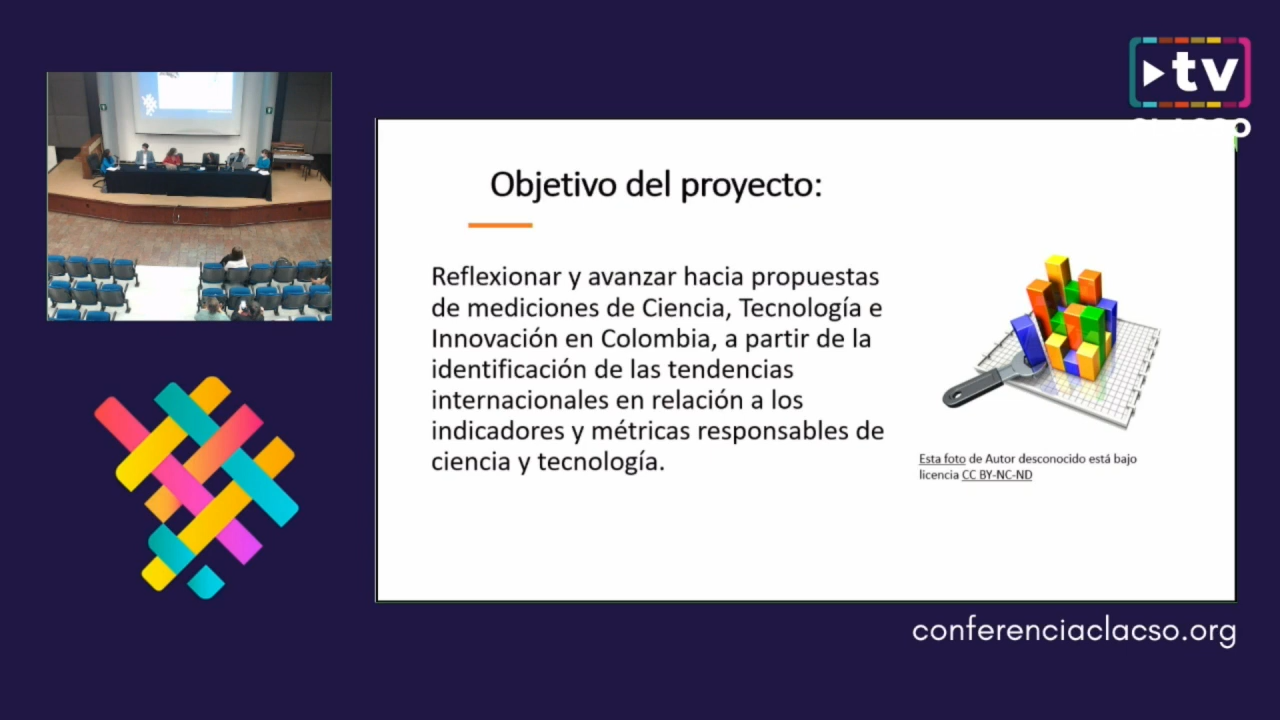 tv
Objetivo del proyecto:
Reflexionar y avanzar hacia propuestas
de mediciones de Ciencia, Tecnología e
Innovación en Colombia, a partir de la
identificación de las tendencias
internacionales en relación a los
indicadores y métricas responsables de
ciencia y tecnología.
Esta foto de Autor desconocido está bajo
licencia CC BY-NC-ND
conferenciaclacso.org